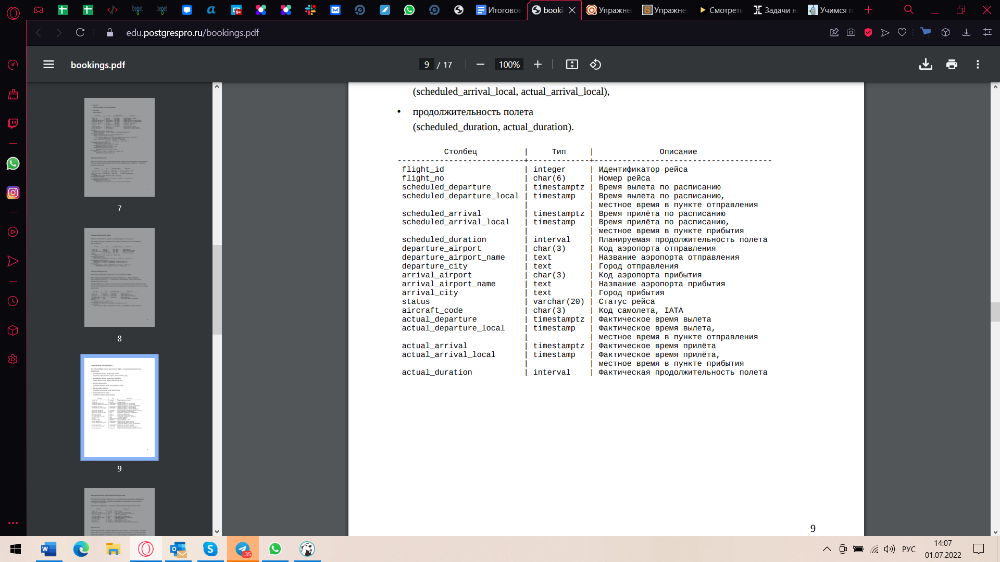 Итоговое
booki
Упражне
Упражне
Смотреть
Задачи н
Учимся п
edu.postgrespro.ru/bookings.pdf
bookings.pdf
9 / 17
100%
(scheduled_arrival_local, actual_arrival_local),
• продолжительность полета
(scheduled_duration, actual_duration).
Столбец | Тип | Описание
---------------------------+-------------+--------------------------------------
flight_id | integer | Идентификатор рейса
flight_no | char(6) | Номер рейса
scheduled_departure | timestamptz | Время вылета по расписанию
scheduled_departure_local | timestamp | Время вылета по расписанию,
| | местное время в пункте отправления
scheduled_arrival | timestamptz | Время прилёта по расписанию
scheduled_arrival_local | timestamp | Время прилёта по расписанию,
| | местное время в пункте прибытия
scheduled_duration | interval | Планируемая продолжительность полета
departure_airport | char(3) | Код аэропорта отправления
departure_airport_name | text | Название аэропорта отправления
departure_city | text | Город отправления
arrival_airport | char(3) | Код аэропорта прибытия
arrival_airport_name | text | Название аэропорта прибытия
arrival_city | text | Город прибытия
status | varchar(20) | Статус рейса
aircraft_code | char(3) | Код самолета, IATA
actual_departure | timestamptz | Фактическое время вылета
actual_departure_local | timestamp | Фактическое время вылета,
| | местное время в пункте отправления
actual_arrival | timestamptz | Фактическое время прилёта
actual_arrival_local | timestamp | Фактическое время прилёта,
| | местное время в пункте прибытия
actual_duration | interval | Фактическая продолжительность полета
9
7
8
9
РУС
14:07
01.07.2022